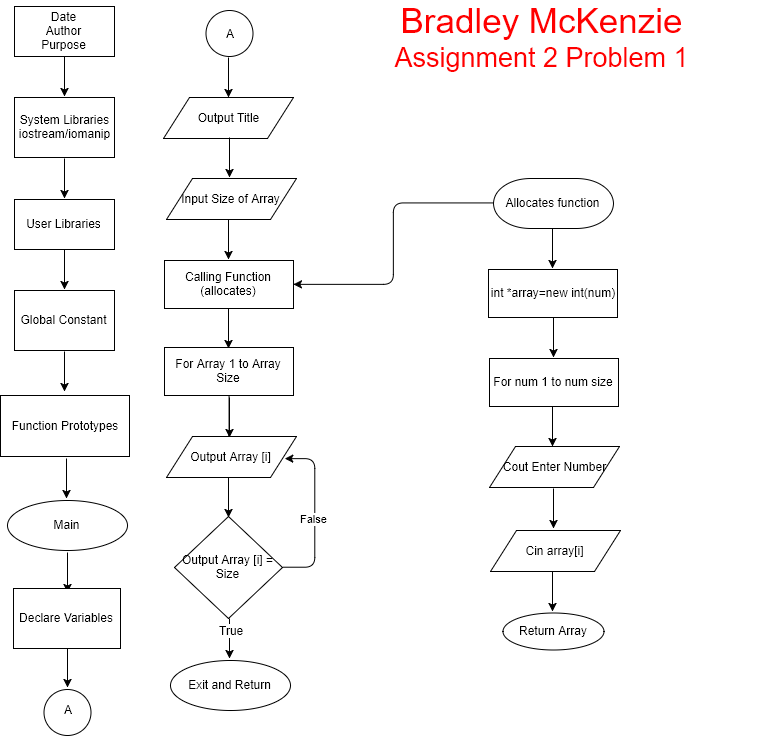 Bradley McKenzie
Assignment 2 Problem 1
Date
Author
Purpose
System Libraries
iostream/iomanip
User Libraries
Global Constant
Function Prototypes
Main
Declare Variables
A
A
Output Title
Input Size of Array
Calling Function
(allocates)
For Array 1 to Array
Size
Output Array [i]
False
Output Array [i] =
Size
True
Exit and Return
Allocates function
int *array=new int(num)
For num 1 to num size
Cout Enter Number
Cin array[i]
Return Array